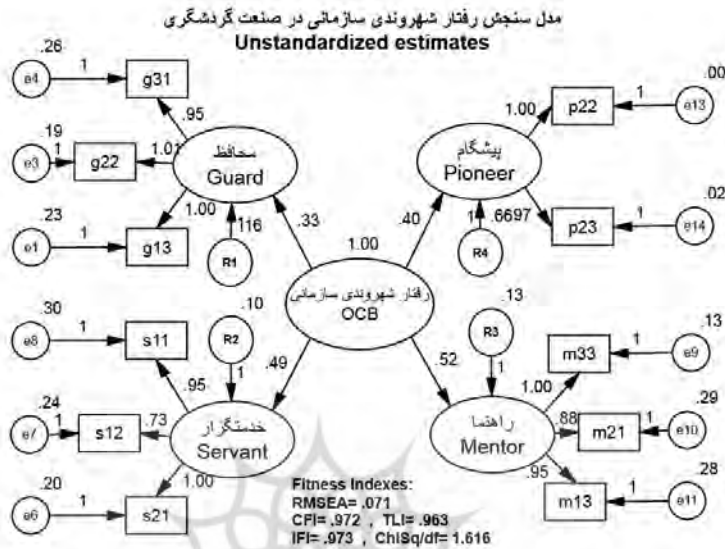 مدل سنجش رفتار شهروندی سازمانی در صنعت گردشگری
Unstandardized estimates
.26
e4
1
g31
.95
.19
e3
1
g22
1.01
.23
e1
1
g13
1.00
محافظ
Guard
1
.16
R1
.33
.00
e13
1
p22
1.00
پیشگام
Pioneer
.02
e14
1
p23
.66
1
.97
R4
.40
1.00
رفتار شهروندی سازمانی
OCB
.30
e8
1
s11
.95
.24
e7
1
s12
.73
.20
e6
1
s21
1.00
.10
R2
1
خدمتگزار
Servant
.49
.13
R3
1
راهنما
Mentor
.52
.13
e9
1
m33
1.00
.29
e10
1
m21
.88
.28
e11
1
m13
.95
Fitness Indexes:
RMSEA= .071
CFI= .972 , TLI= .963
IFI= .973 , ChiSq/df= 1.616